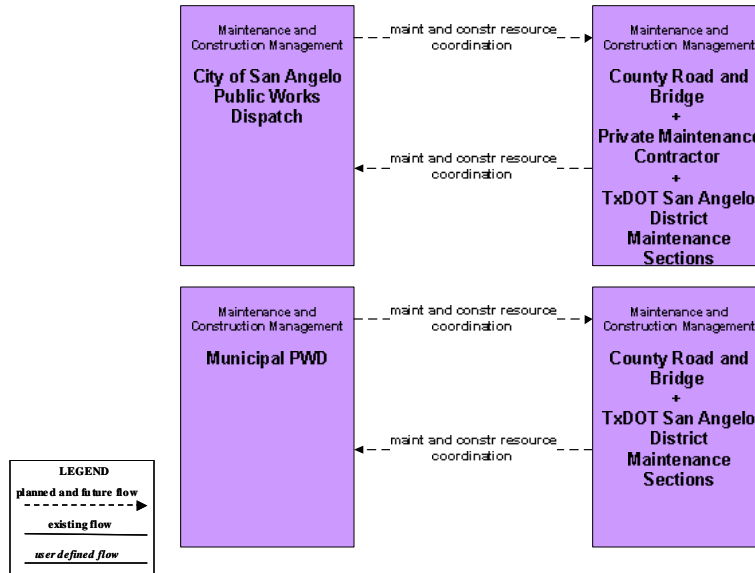 Maintenance and
Construction Management
City of San Angelo
Public Works
Dispatch
maint and constr resource
coordination
maint and constr resource
coordination
Maintenance and
Construction Management
County Road and
Bridge
+
Private Maintenance
Contractor
+
TxDOT San Angelo
District
Maintenance
Sections
Maintenance and
Construction Management
Municipal PWD
maint and constr resource
coordination
maint and constr resource
coordination
Maintenance and
Construction Management
County Road and
Bridge
+
TxDOT San Angelo
District
Maintenance
Sections
LEGEND
planned and future flow
existing flow
user defined flow